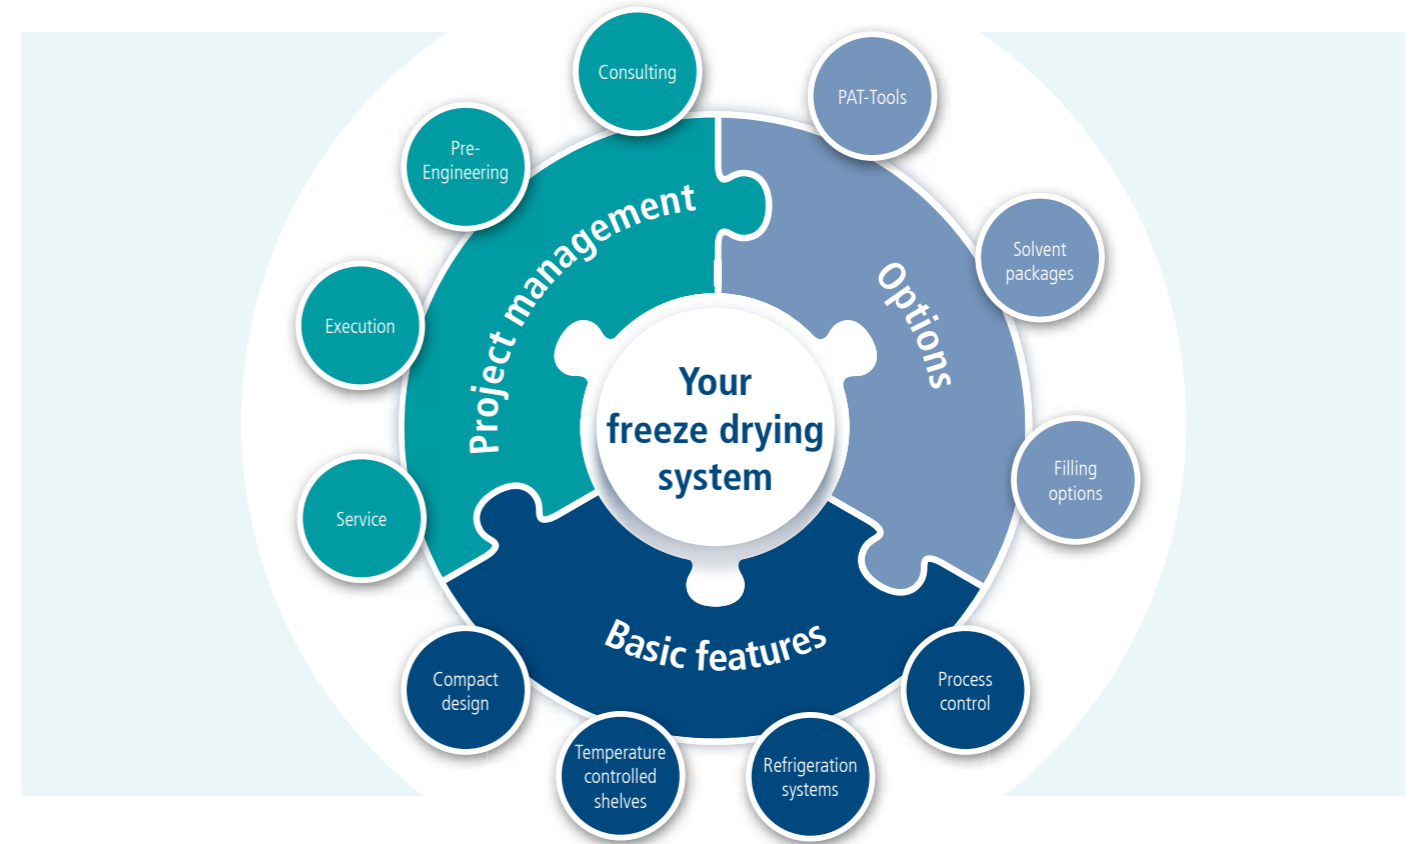 Consulting
PAT-Tools
Pre-
Engineering
Project management
Options
Solvent
packages
Execution
Your
freeze drying
system
Filling
options
Service
Basic features
Compact
design
Process
control
Temperature
controlled
shelves
Refrigeration
systems